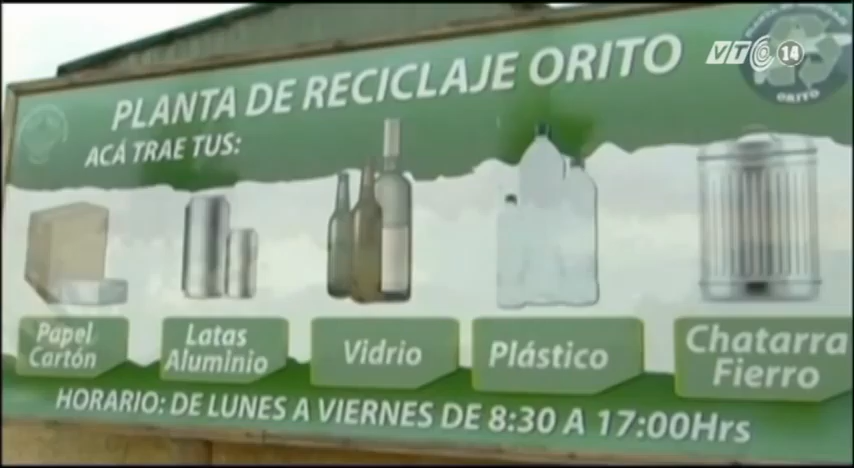 VTC 14
PLANTA DE RECICLAJE ORITO
ORITO
ACÁ TRAE TUS:
Papel
Cartón
Latas
Aluminio
Vidrio
Plástico
Chatarra
Fierro
HORARIO: DE LUNES A VIERNES DE 8:30 A 17:00Hrs